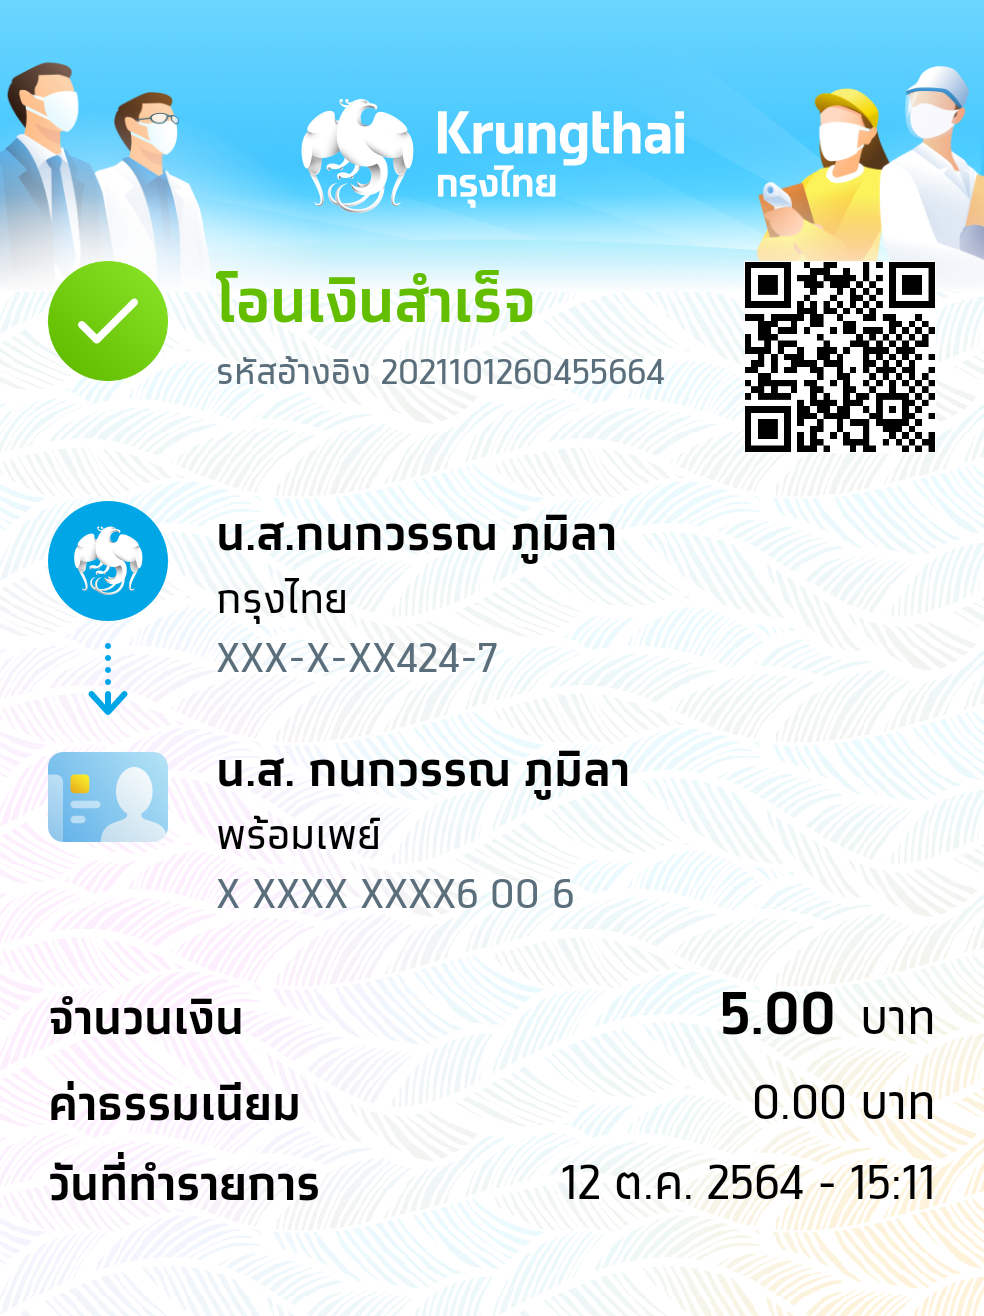 Krungthai
กรุงไทย
โอนเงินสำเร็จ
รหัสอ้างอิง 2021101260455664
น.ส.กนกวรรณ ภูมิลา
กรุงไทย
XXX-X-XX424-7
น.ส. กนกวรรณ ภูมิลา
พร้อมเพย์
X XXXX XXXX6 00 6
จำนวนเงิน 5.00 บาท
ค่าธรรมเนียม 0.00 บาท
วันที่ทำรายการ 12 ต.ค. 2564 - 15:11